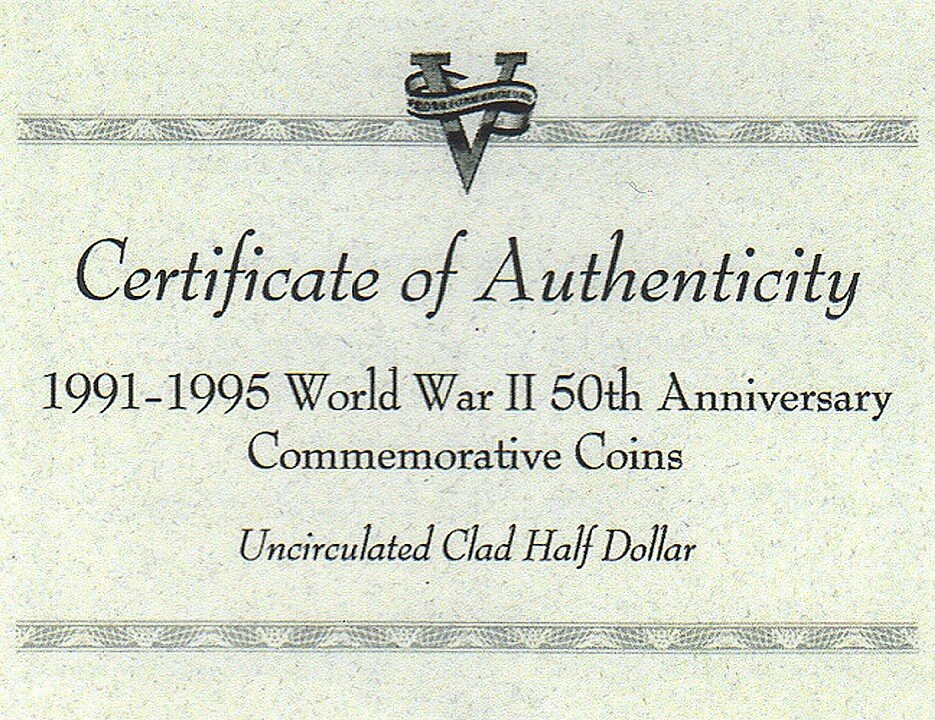 Certificate of Authenticity
1991-1995 World War II 50th Anniversary
Commemorative Coins
Uncirculated Clad Half Dollar